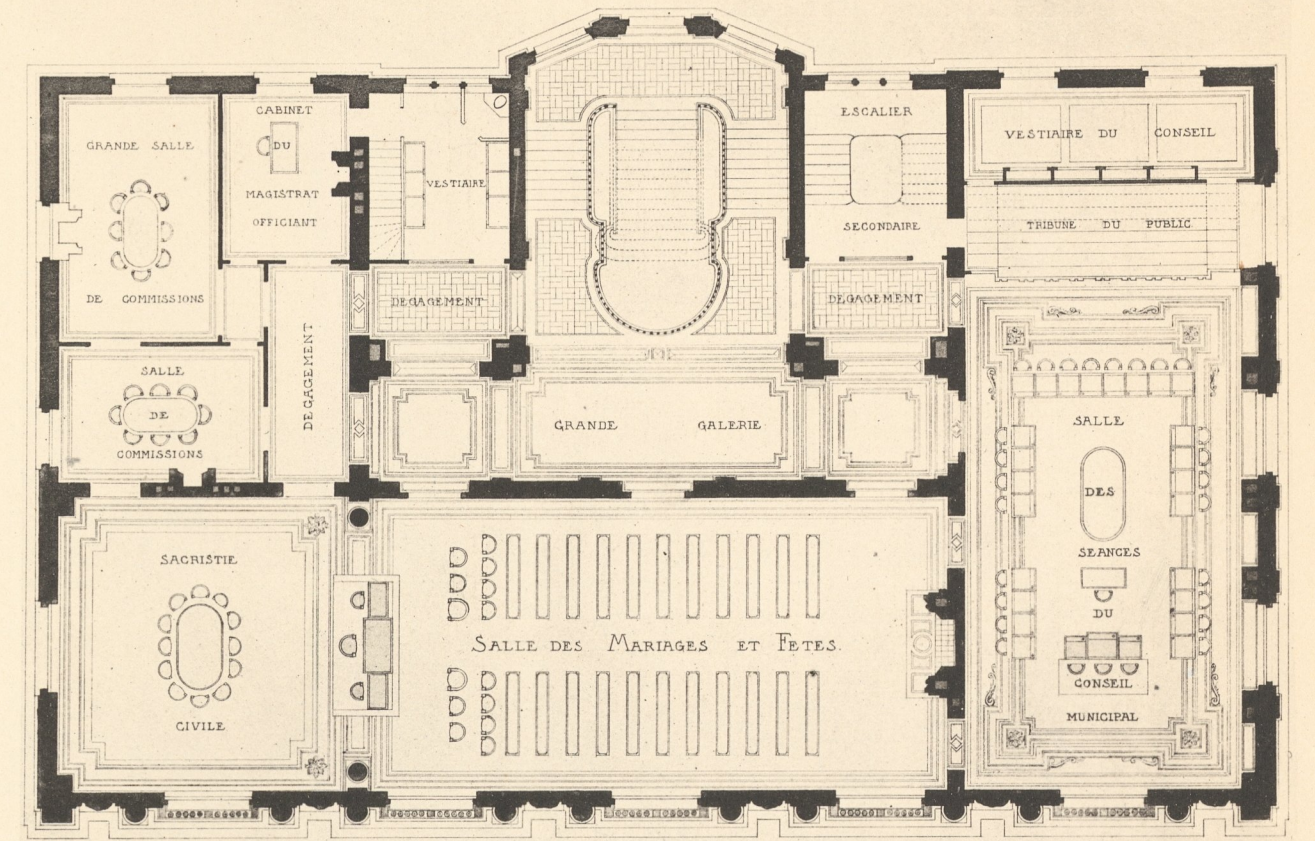 GRANDE SALLE
DE COMMISSIONS
CABINET
DU
MAGISTRAT
OFFICIANT
VESTIAIRE
ESCALIER
SECONDAIRE
VESTIAIRE DU CONSEIL
TRIBUNE DU PUBLIC
DEGAGEMENT
DEGAGEMENT
DEGAGEMENT
SALLE
DE
COMMISSIONS
GRANDE GALERIE
SALLE
DES
SEANCES
DU
CONSEIL
MUNICIPAL
SACRISTIE
CIVILE
SALLE DES MARIAGES ET FETES.